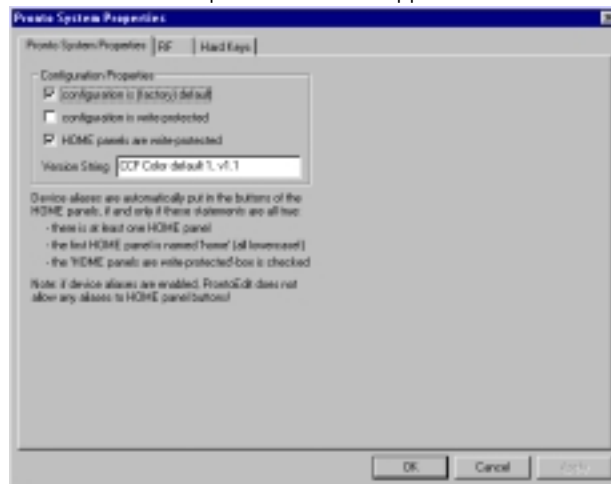 Pronto System Properties
Pronto System Properties RF Hard Keys
Configuration Properties
configuration is (factory) default
configuration is write-protected
HOME panels are write-protected
Version String: CCF Color default 1, v1.1
Device aliases are automatically put in the buttons of the
HOME panels, if and only if these statements are all true:
- there is at least one HOME panel
- the first HOME panel is named 'home' (all lowercase!)
- the 'HOME panels are write-protected'-box is checked
Note: if device aliases are enabled, ProntoEdit does not
allow any aliases to HOME panel buttons!
OK Cancel Apply